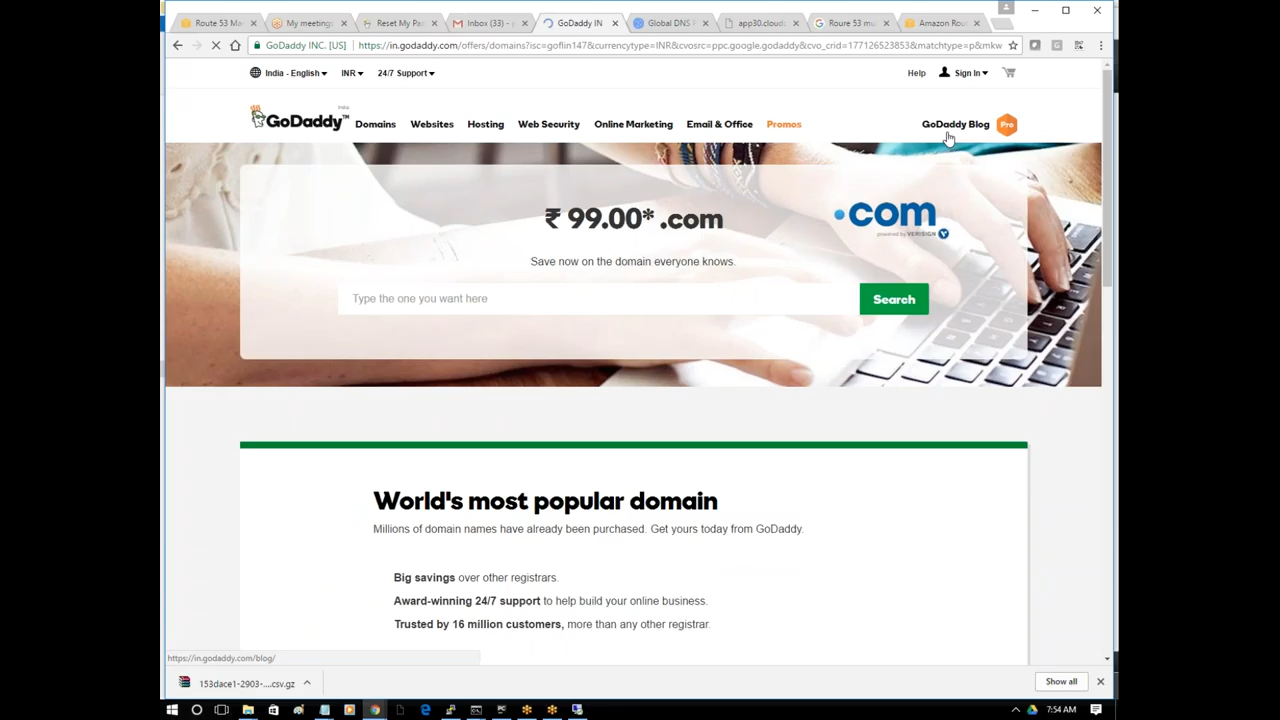 Route 53 Ma
My meetings
Reset My Pa
Inbox (33) -
GoDaddy IN
Global DNS P
app30.cloud
Roure 53 mu
Amazon Rou
GoDaddy INC. [US]
https://in.godaddy.com/offers/domains?isc=goflin147&currencytype=INR&cvosrc=ppc.google.godaddy&cvo_crid=177126523853&matchtype=p&mkw
India - English
INR
24/7 Support
Help
Sign In
India
GoDaddy™
Domains
Websites
Hosting
Web Security
Online Marketing
Email & Office
Promos
GoDaddy Blog
Pro
₹ 99.00* .com
.com
powered by VERISIGN
Save now on the domain everyone knows.
Type the one you want here
Search
World's most popular domain
Millions of domain names have already been purchased. Get yours today from GoDaddy.
Big savings over other registrars.
Award-winning 24/7 support to help build your online business.
Trusted by 16 million customers, more than any other registrar.
https://in.godaddy.com/blog/
153dace1-2903-....csv.gz
Show all
7:54 AM